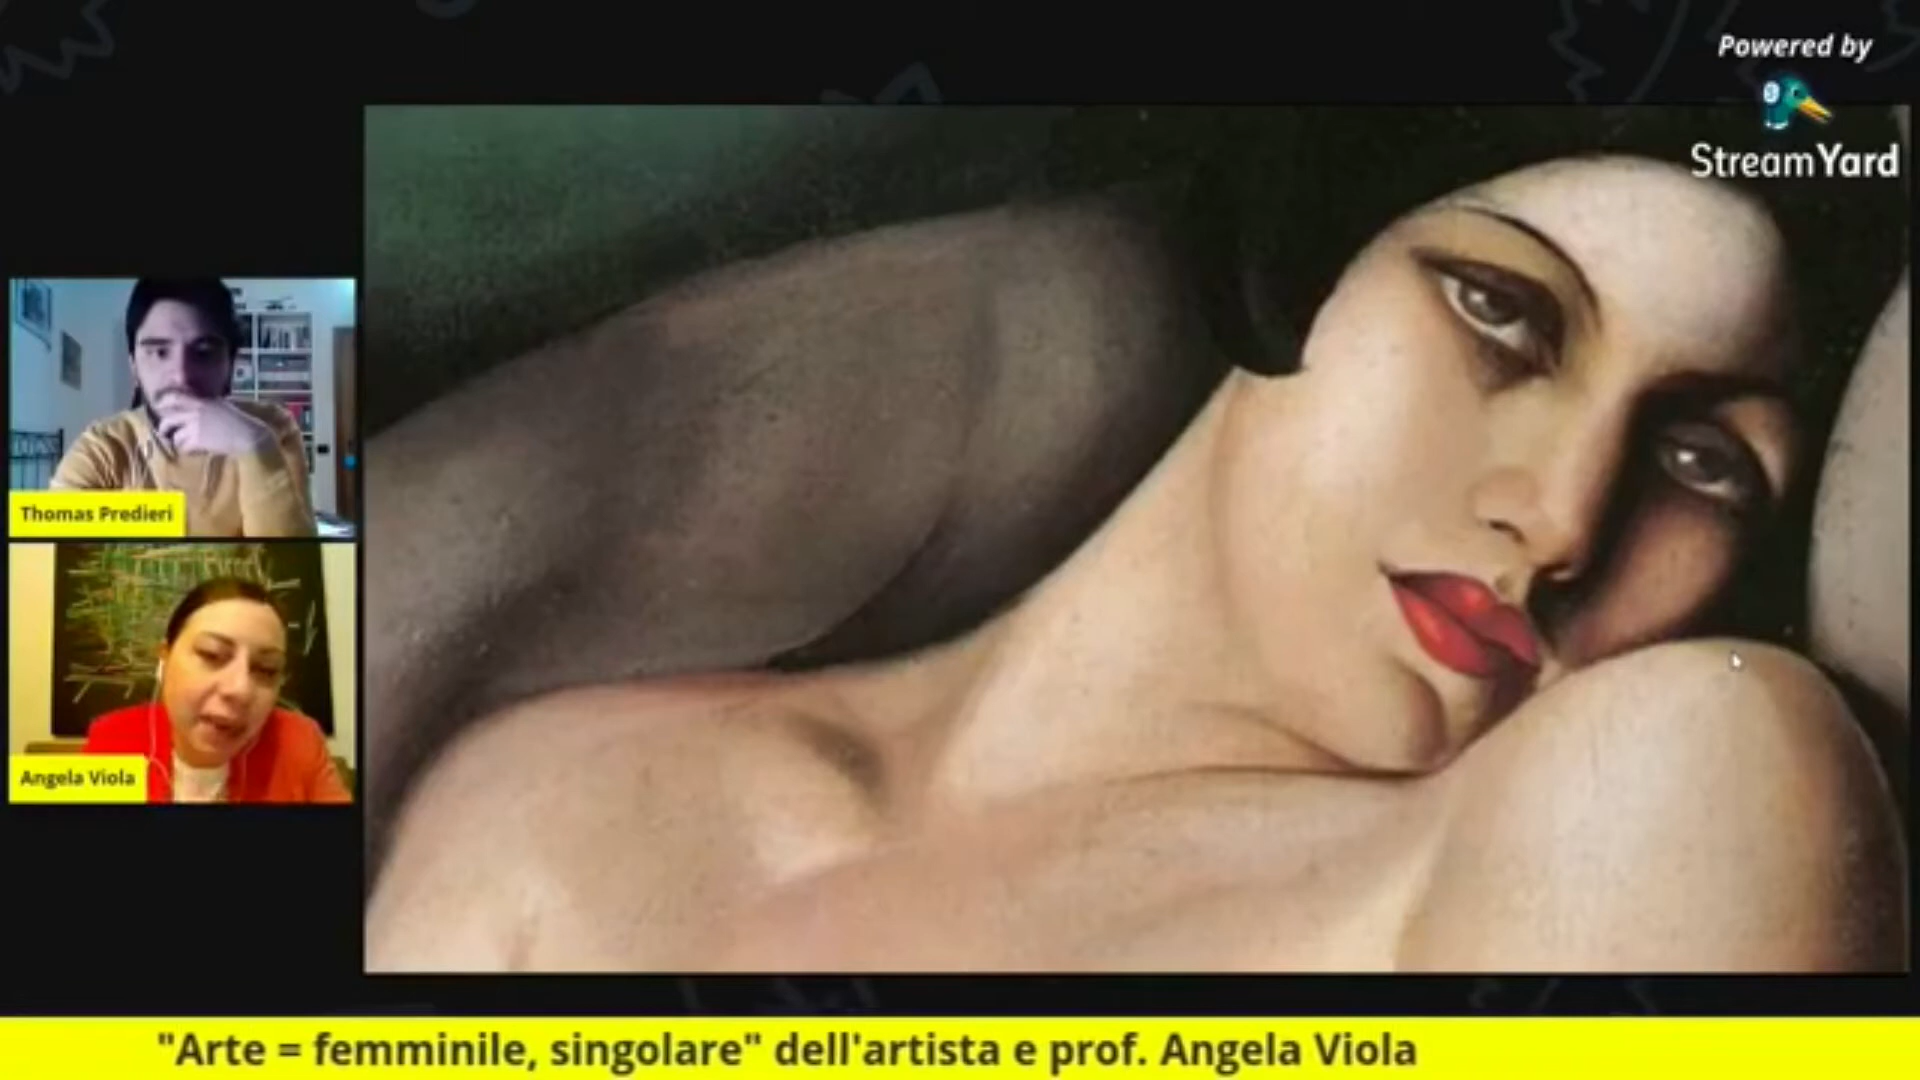 Powered by
StreamYard
Thomas Predieri
Angela Viola
"Arte = femminile, singolare" dell'artista e prof. Angela Viola